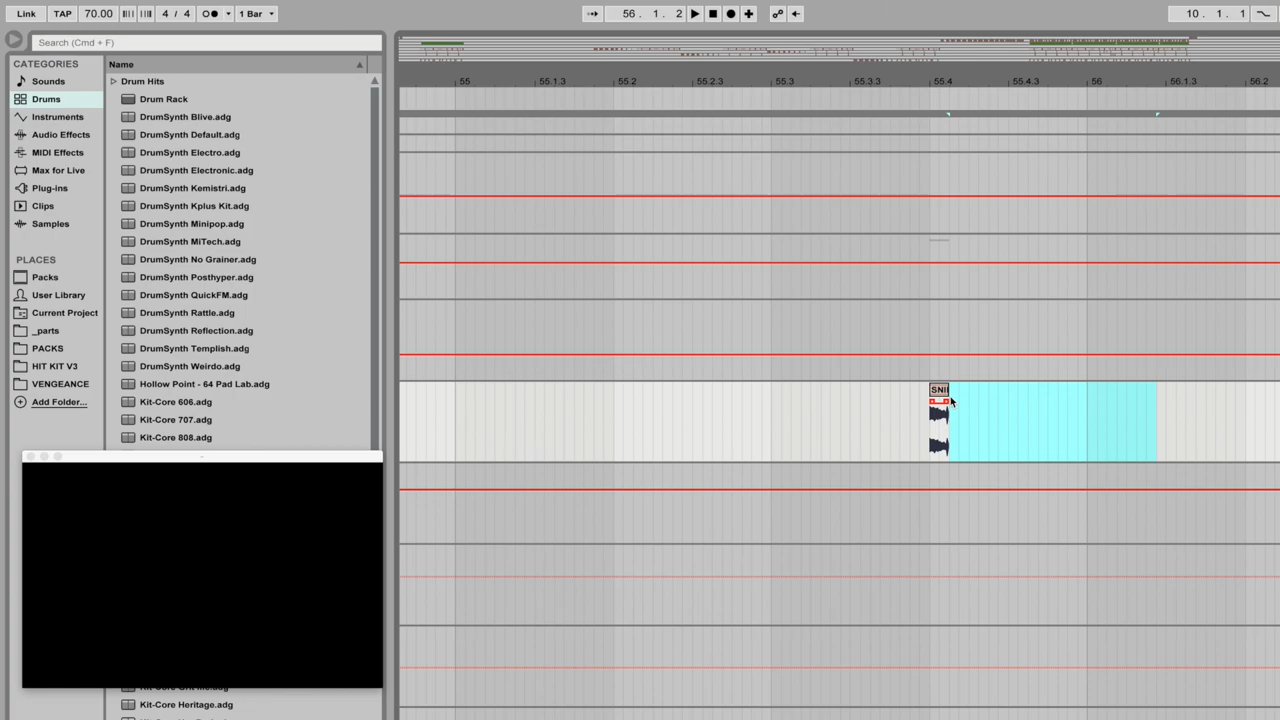 Link TAP 70.00 4 / 4 1 Bar 56 . 1 . 2 10 . 1 . 1
Search (Cmd + F)
CATEGORIES
Sounds
Drums
Instruments
Audio Effects
MIDI Effects
Max for Live
Plug-ins
Clips
Samples
PLACES
Packs
User Library
Current Project
_parts
PACKS
HIT KIT V3
VENGEANCE
Add Folder...
Name
Drum Hits
Drum Rack
DrumSynth Blive.adg
DrumSynth Default.adg
DrumSynth Electro.adg
DrumSynth Electronic.adg
DrumSynth Kemistri.adg
DrumSynth Kplus Kit.adg
DrumSynth Minipop.adg
DrumSynth MiTech.adg
DrumSynth No Grainer.adg
DrumSynth Posthyper.adg
DrumSynth QuickFM.adg
DrumSynth Rattle.adg
DrumSynth Reflection.adg
DrumSynth Templish.adg
DrumSynth Weirdo.adg
Hollow Point - 64 Pad Lab.adg
Kit-Core 606.adg
Kit-Core 707.adg
Kit-Core 808.adg
Kit-Core Heritage.adg
55 55.1.3 55.2 55.2.3 55.3 55.3.3 55.4 55.4.3 56 56.1.3 56.2